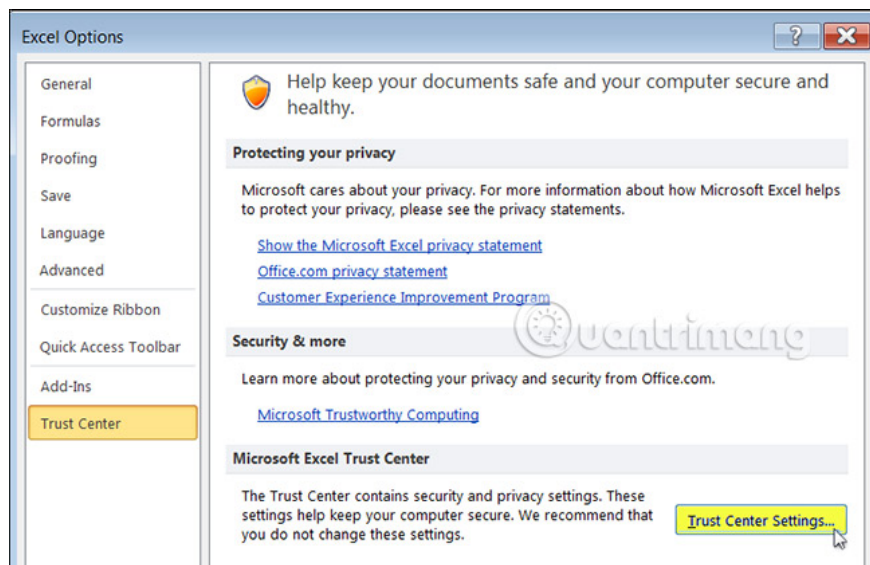 Excel Options
General
Formulas
Proofing
Save
Language
Advanced
Customize Ribbon
Quick Access Toolbar
Add-Ins
Trust Center
Help keep your documents safe and your computer secure and
healthy.
Protecting your privacy
Microsoft cares about your privacy. For more information about how Microsoft Excel helps
to protect your privacy, please see the privacy statements.
Show the Microsoft Excel privacy statement
Office.com privacy statement
Customer Experience Improvement Program
Quantrimang
Security & more
Learn more about protecting your privacy and security from Office.com.
Microsoft Trustworthy Computing
Microsoft Excel Trust Center
The Trust Center contains security and privacy settings. These
settings help keep your computer secure. We recommend that
you do not change these settings.
Trust Center Settings...